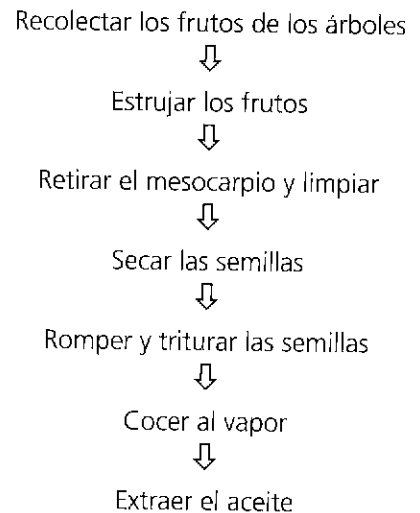 Recolectar los frutos de los árboles
⇩
Estrujar los frutos
⇩
Retirar el mesocarpio y limpiar
⇩
Secar las semillas
⇩
Romper y triturar las semillas
⇩
Cocer al vapor
⇩
Extraer el aceite